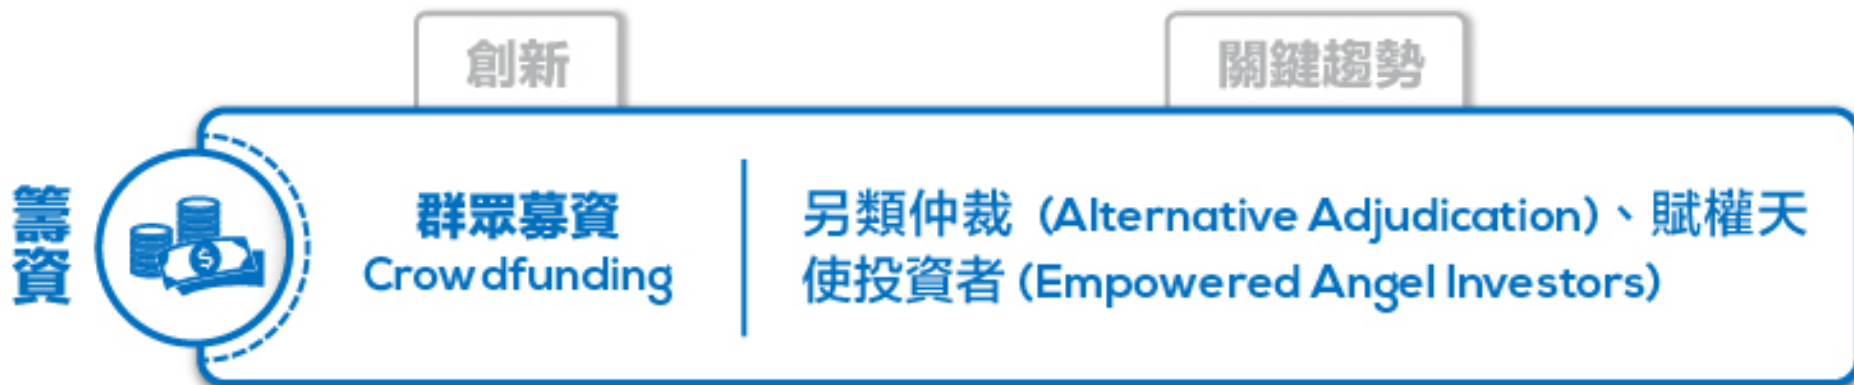 創新
關鍵趨勢
籌資
群眾募資
Crowdfunding
另類仲裁 (Alternative Adjudication)、賦權天
使投資者 (Empowered Angel Investors)